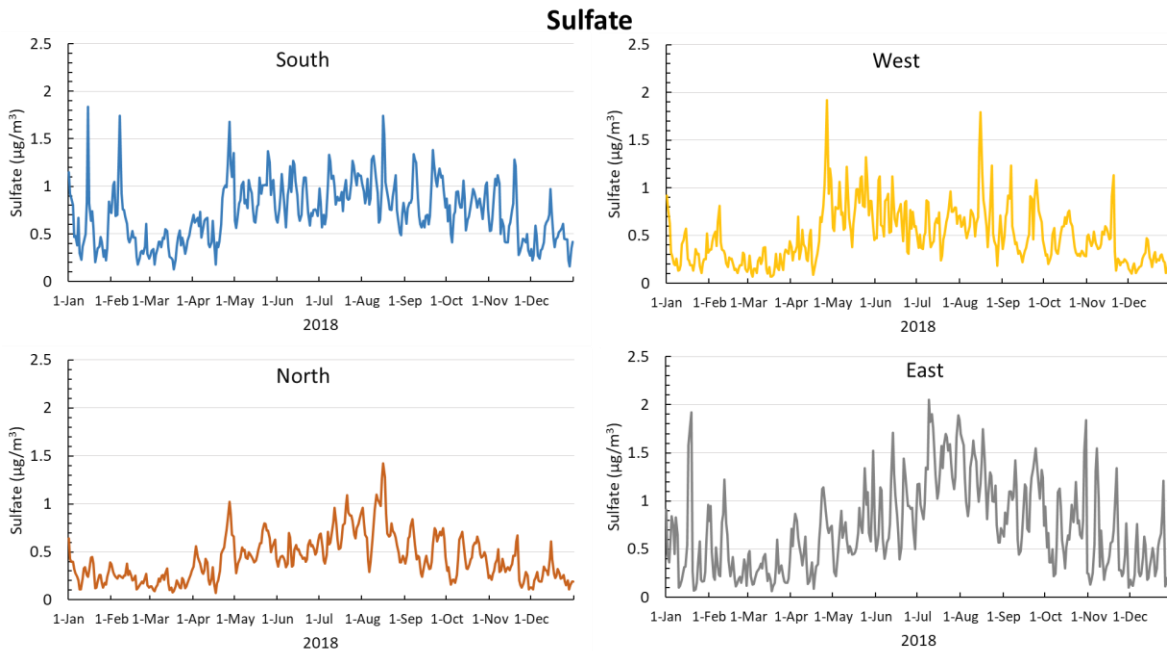 Sulfate
South
Sulfate (µg/m³)
2.5
2
1.5
1
0.5
0
1-Jan 1-Feb 1-Mar 1-Apr 1-May 1-Jun 1-Jul 1-Aug 1-Sep 1-Oct 1-Nov 1-Dec
2018
West
Sulfate (µg/m³)
2.5
2
1.5
1
0.5
0
1-Jan 1-Feb 1-Mar 1-Apr 1-May 1-Jun 1-Jul 1-Aug 1-Sep 1-Oct 1-Nov 1-Dec
2018
North
Sulfate (µg/m³)
2.5
2
1.5
1
0.5
0
1-Jan 1-Feb 1-Mar 1-Apr 1-May 1-Jun 1-Jul 1-Aug 1-Sep 1-Oct 1-Nov 1-Dec
2018
East
Sulfate (µg/m³)
2.5
2
1.5
1
0.5
0
1-Jan 1-Feb 1-Mar 1-Apr 1-May 1-Jun 1-Jul 1-Aug 1-Sep 1-Oct 1-Nov 1-Dec
2018